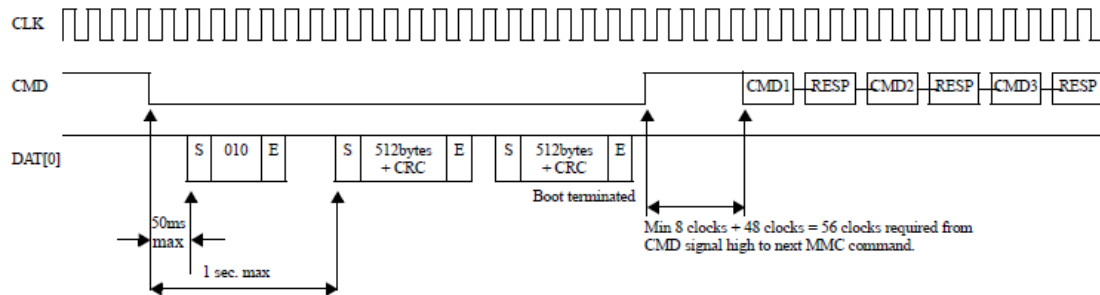 CLK
CMD
CMD1 RESP CMD2 RESP CMD3 RESP
DAT[0]
S 010 E S 512bytes + CRC E S 512bytes + CRC E
Boot terminated
50ms
max
Min 8 clocks + 48 clocks = 56 clocks required from
CMD signal high to next MMC command.
1 sec. max